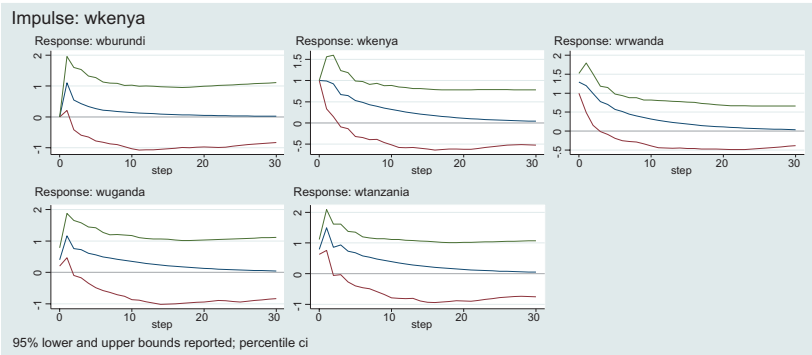 Impulse: wkenya
Response: wburundi
Response: wkenya
Response: wrwanda
-1 0 1 2
-.5 0 .5 1 1.5
-.5 0 .5 1 1.5 2
0 10 20 30
0 10 20 30
0 10 20 30
step
step
step
Response: wuganda
Response: wtanzania
-1 0 1 2
-1 0 1 2
0 10 20 30
0 10 20 30
step
step
95% lower and upper bounds reported; percentile ci